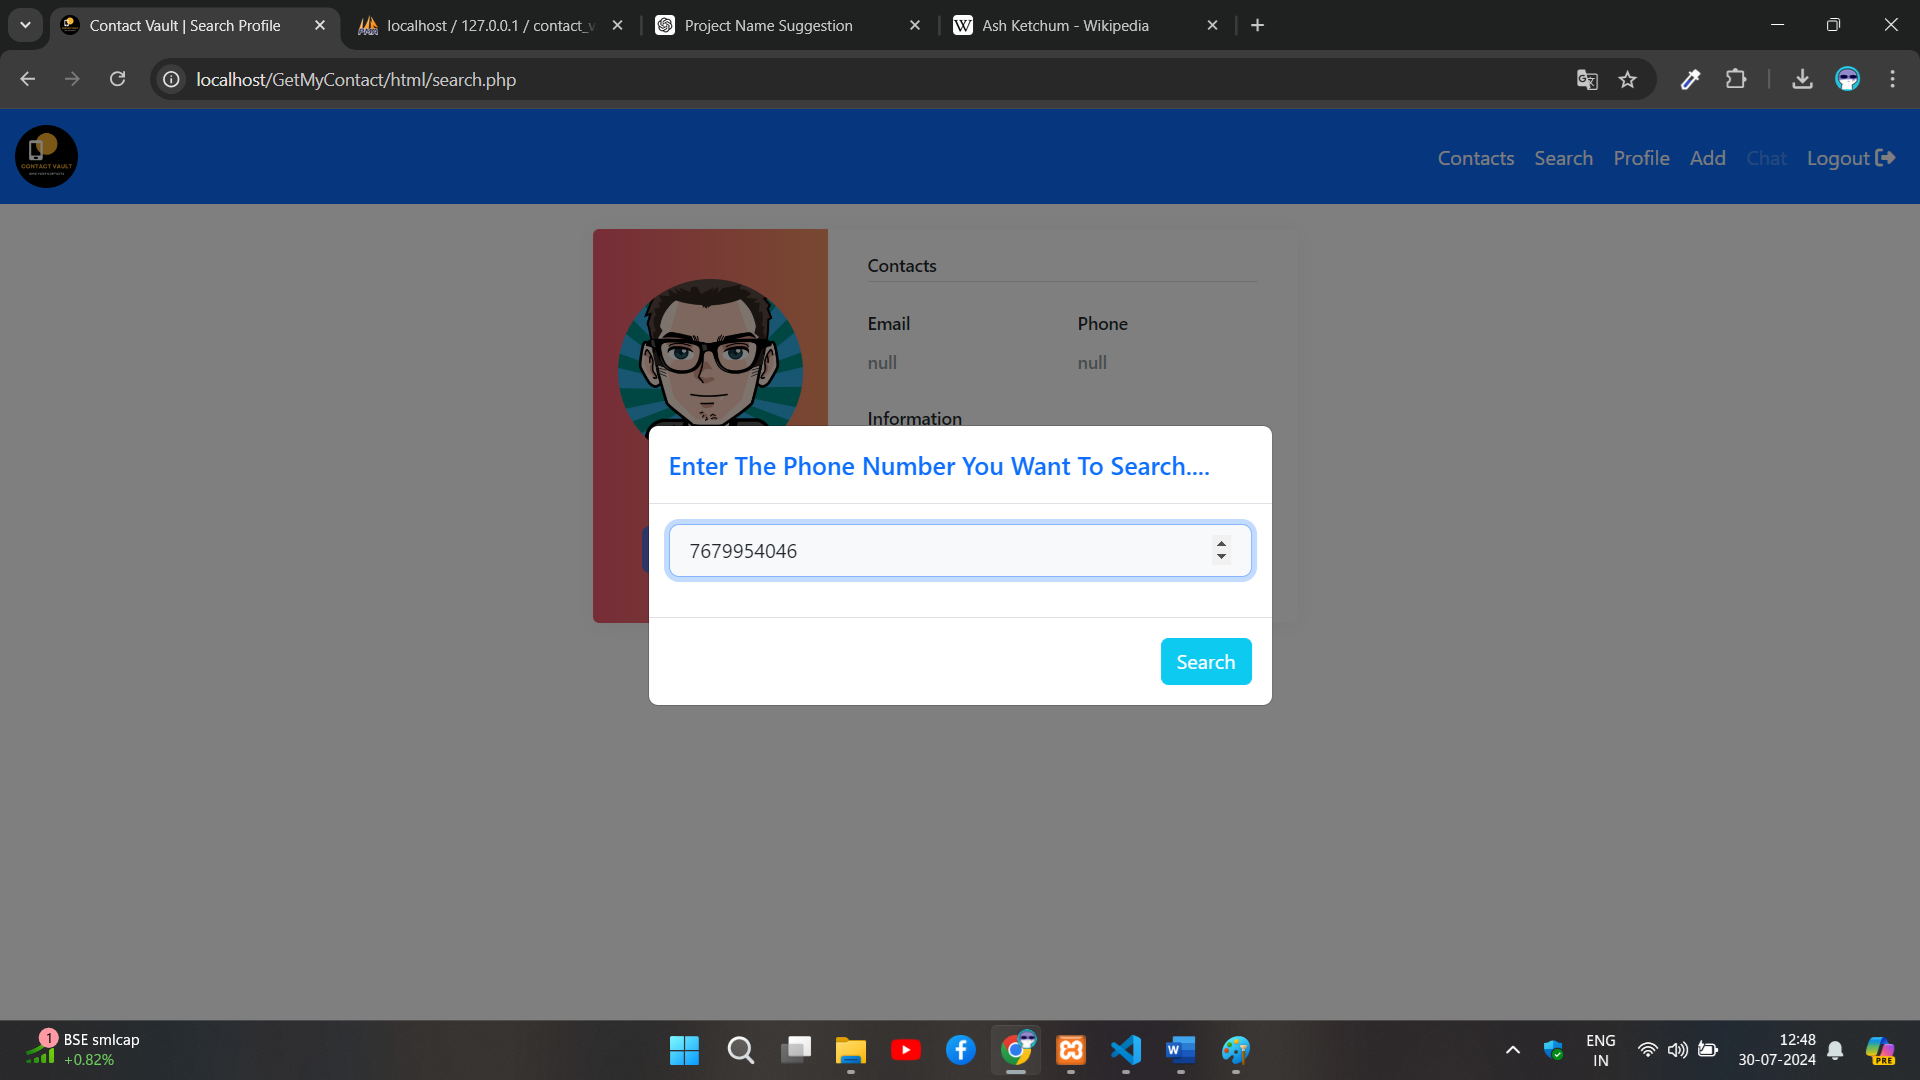 Contact Vault | Search Profile
localhost / 127.0.0.1 / contact_v
Project Name Suggestion
Ash Ketchum - Wikipedia
localhost/GetMyContact/html/search.php
CONTACT VAULT
Contacts Search Profile Add Chat Logout
Contacts
Email Phone
null null
Information
Enter The Phone Number You Want To Search....
7679954046
Search
1
BSE smlcap
+0.82%
ENG
IN
12:48
30-07-2024
PRE